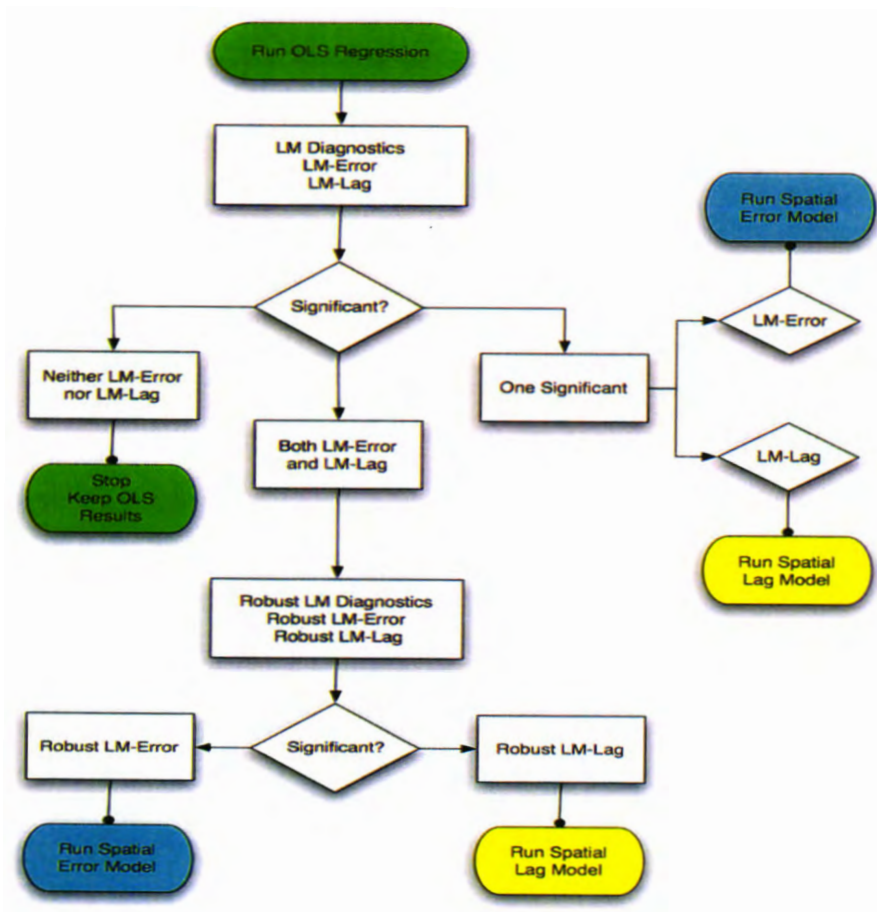 Run OLS Regression
LM Diagnostics
LM-Error
LM-Lag
Run Spatial
Error Model
Significant?
LM-Error
Neither LM-Error
nor LM-Lag
One Significant
Both LM-Error
and LM-Lag
LM-Lag
Stop
Keep OLS
Results
Run Spatial
Lag Model
Robust LM Diagnostics
Robust LM-Error
Robust LM-Lag
Robust LM-Error
Significant?
Robust LM-Lag
Run Spatial
Error Model
Run Spatial
Lag Model